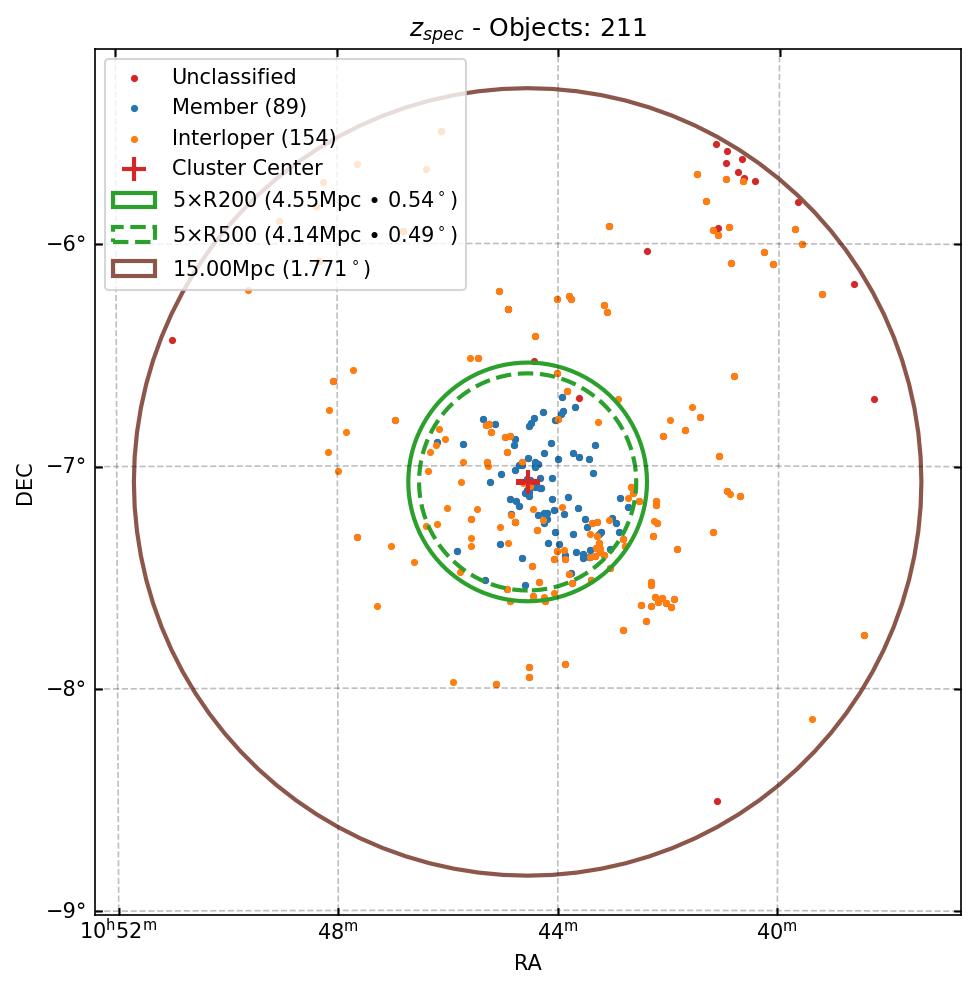 z_spec - Objects: 211
Unclassified
Member (89)
Interloper (154)
Cluster Center
5×R200 (4.55Mpc • 0.54°)
5×R500 (4.14Mpc • 0.49°)
15.00Mpc (1.771°)
−6°
−7°
−8°
−9°
DEC
10h52m 48m 44m 40m
RA